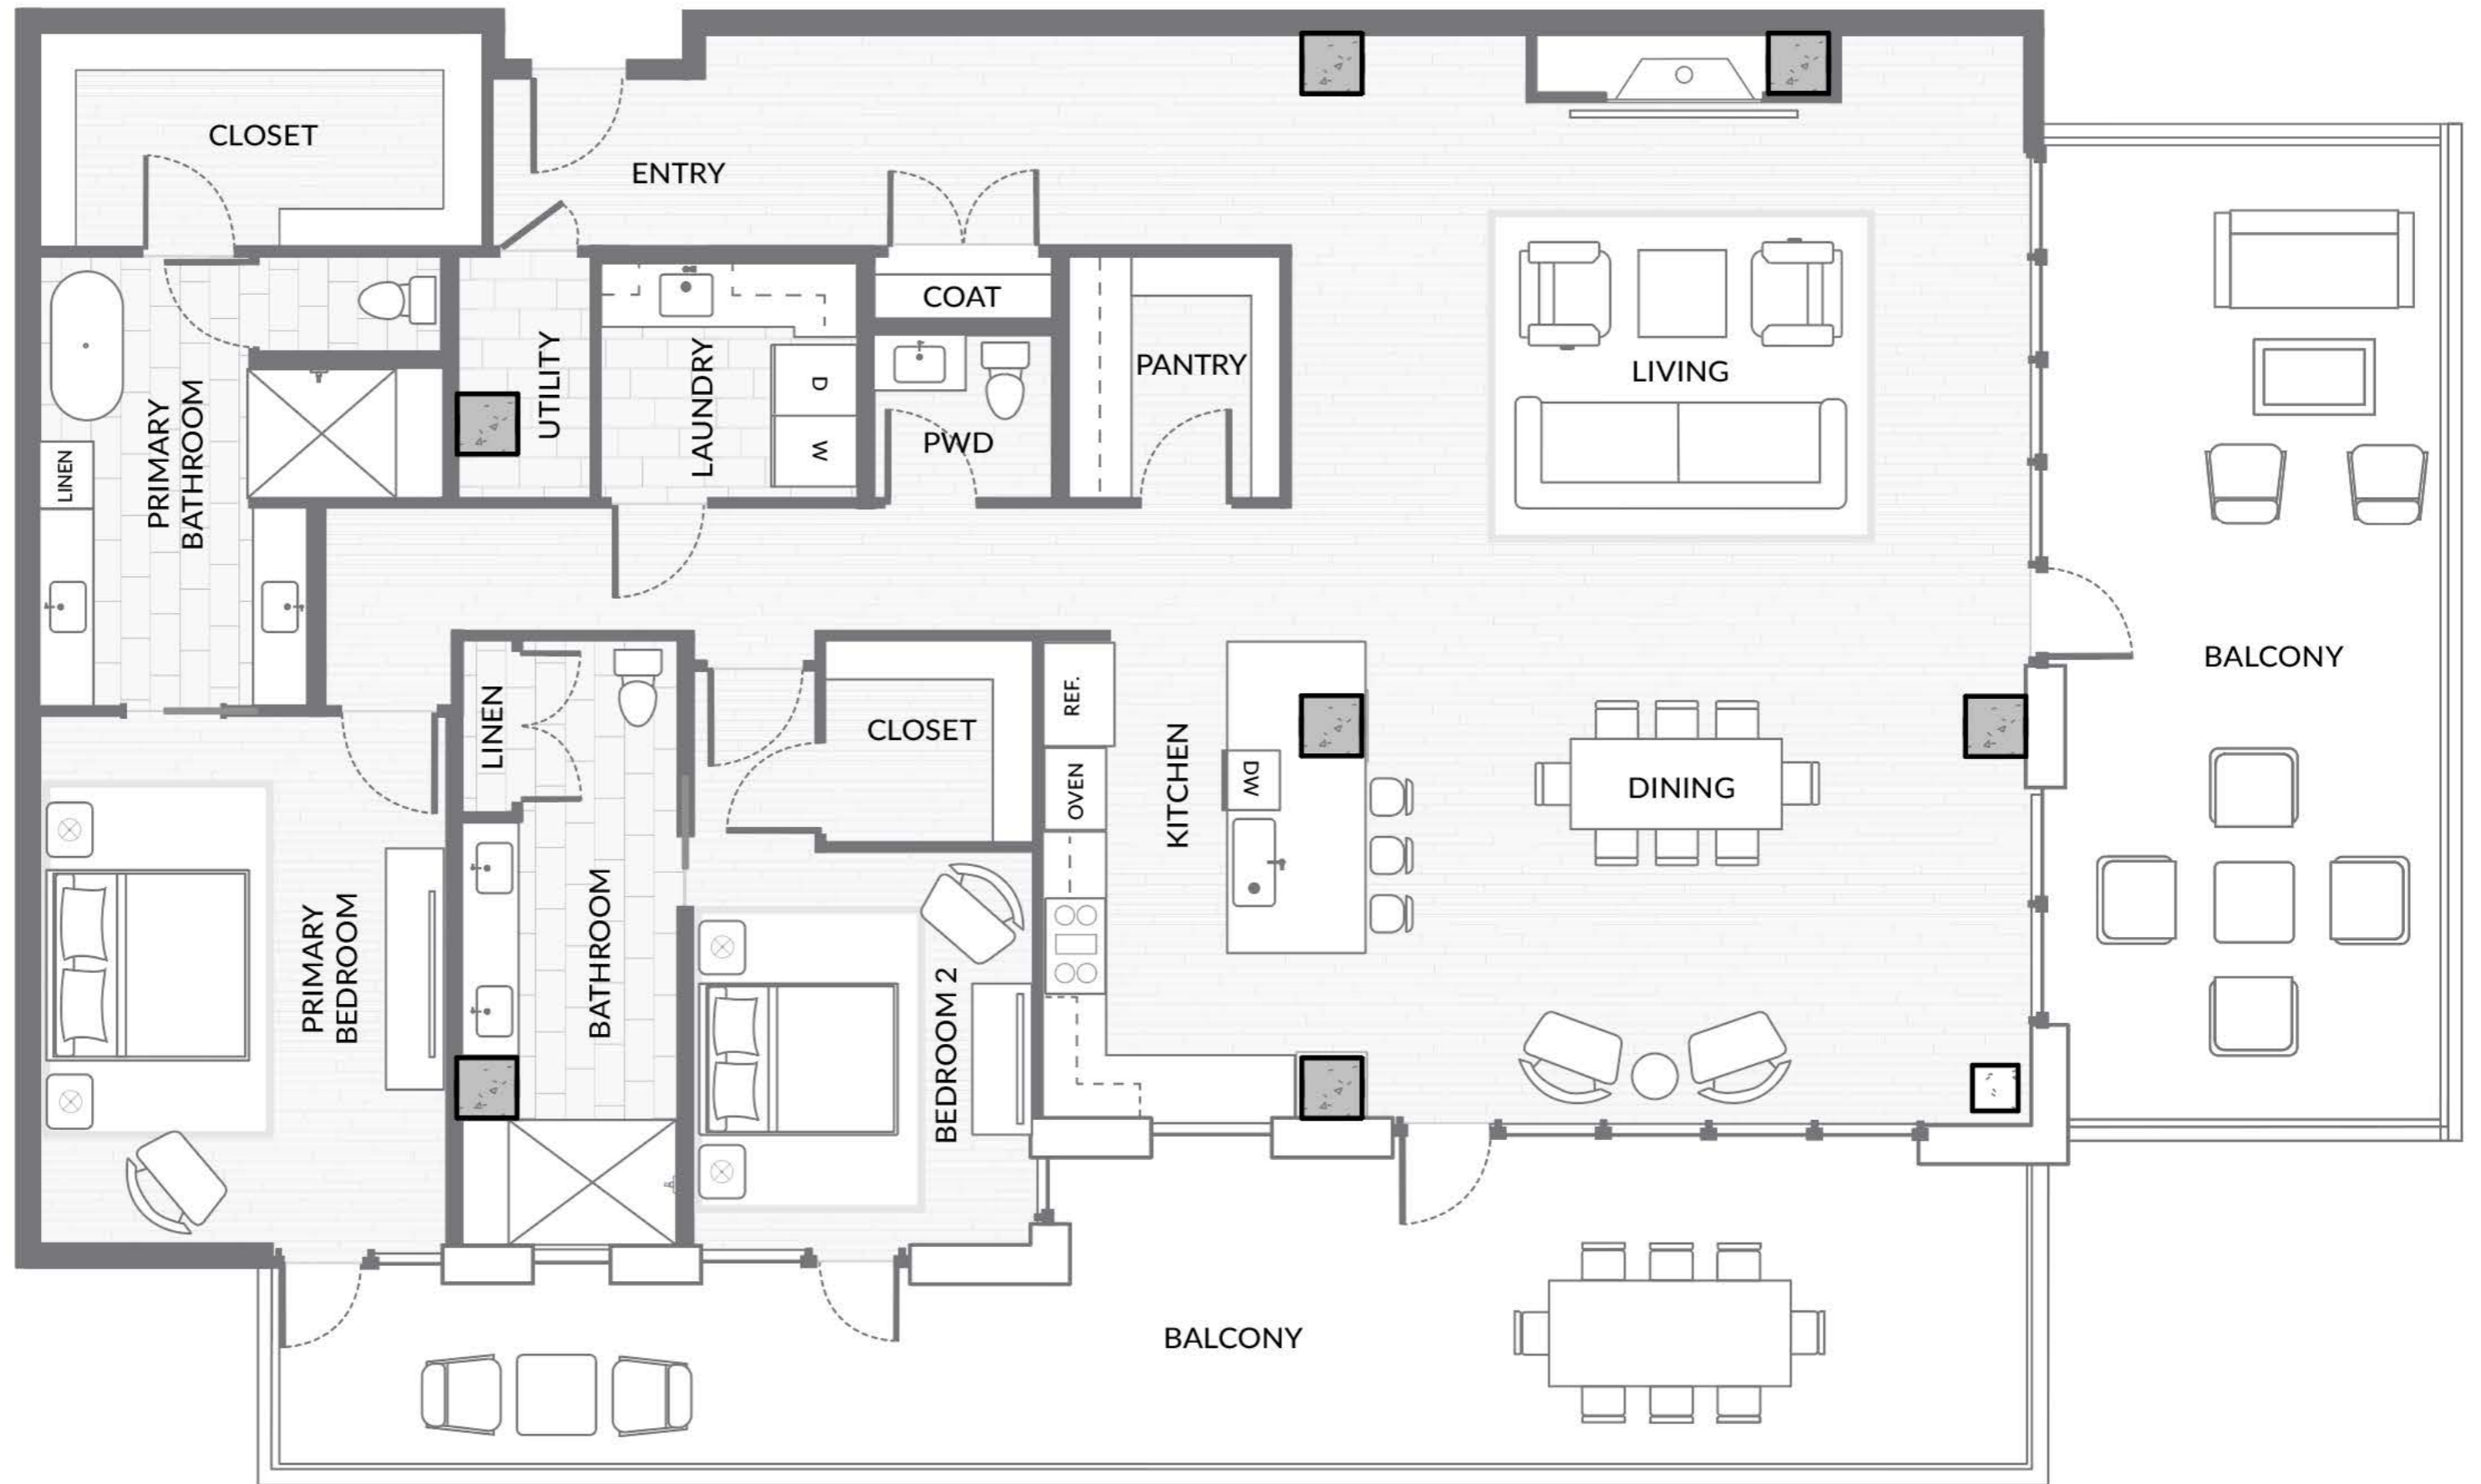 CLOSET
ENTRY
COAT
PANTRY
LIVING
UTILITY
LAUNDRY
D
W
PWD
LINEN
PRIMARY
BATHROOM
BALCONY
LINEN
CLOSET
REF.
OVEN
KITCHEN
DW
DINING
PRIMARY
BEDROOM
BATHROOM
BEDROOM 2
BALCONY